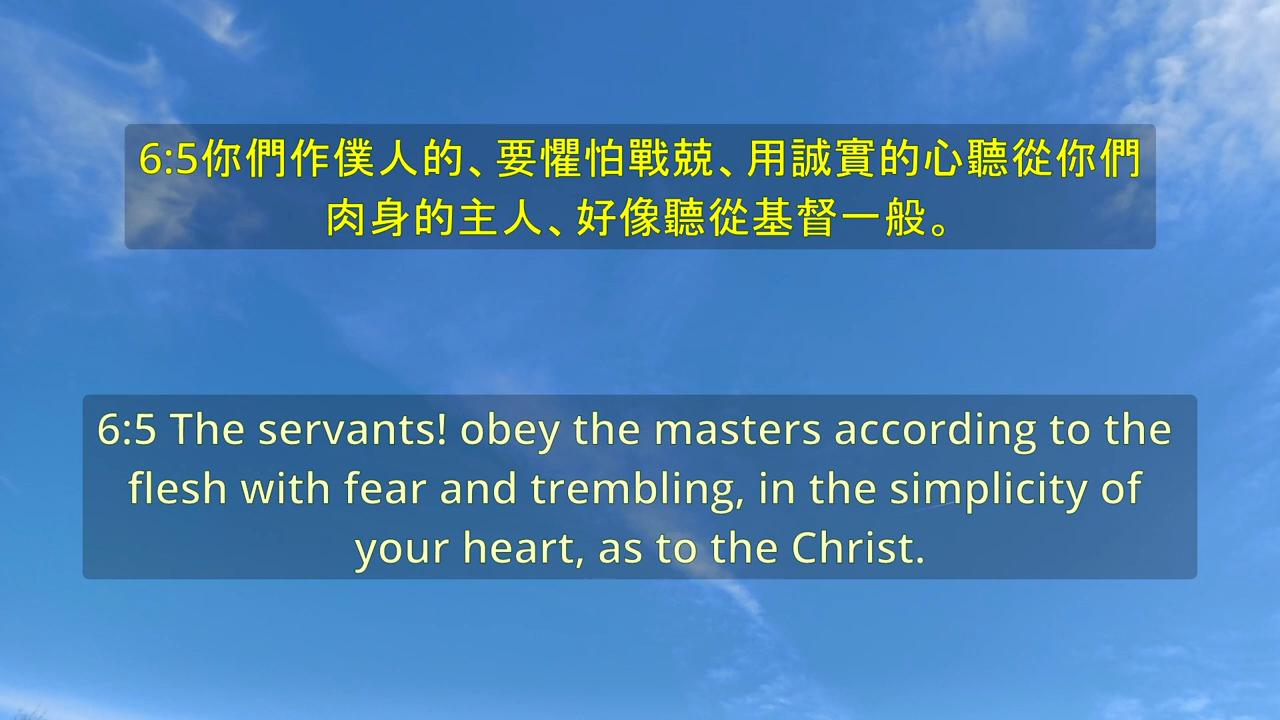 6:5你們作僕人的、要懼怕戰兢、用誠實的心聽從你們
肉身的主人、好像聽從基督一般。
6:5 The servants! obey the masters according to the
flesh with fear and trembling, in the simplicity of
your heart, as to the Christ.